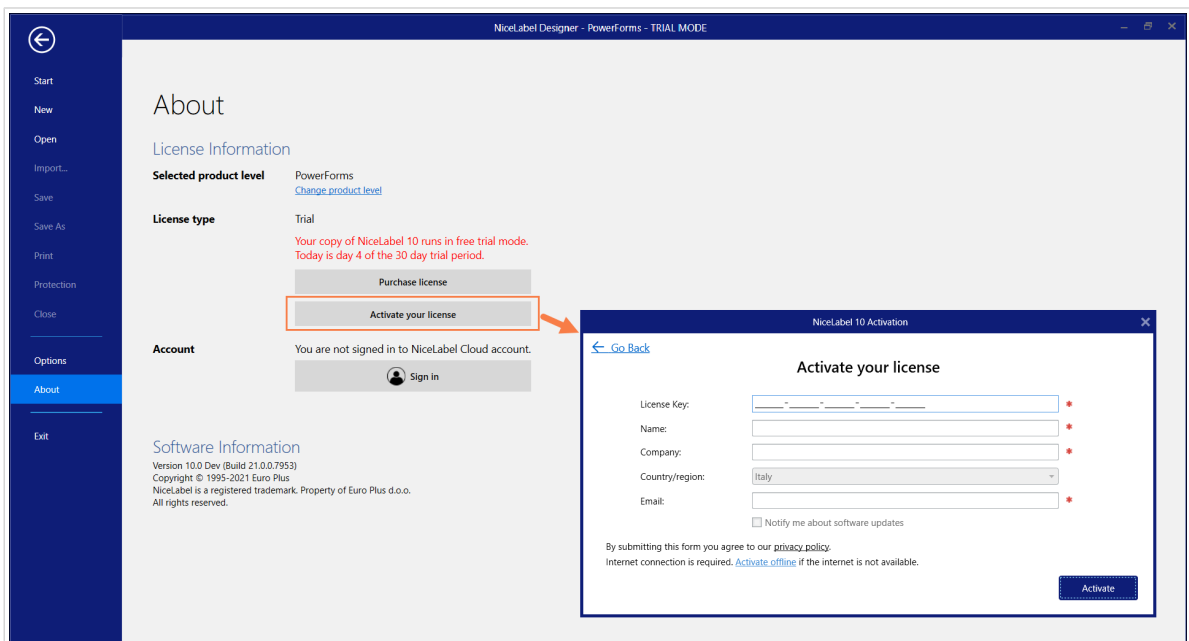 NiceLabel Designer - PowerForms - TRIAL MODE
Start
New
Open
Import...
Save
Save As
Print
Protection
Close
Options
About
Exit
About
License Information
Selected product level PowerForms
Change product level
License type Trial
Your copy of NiceLabel 10 runs in free trial mode.
Today is day 4 of the 30 day trial period.
Purchase license
Activate your license
Account You are not signed in to NiceLabel Cloud account.
Sign in
Software Information
Version 10.0 Dev (Build 21.0.0.7953)
Copyright © 1995-2021 Euro Plus
NiceLabel is a registered trademark. Property of Euro Plus d.o.o.
All rights reserved.
NiceLabel 10 Activation
Go Back
Activate your license
License Key: _____-_____-_____-_____-_____ *
Name: *
Company: *
Country/region: Italy
Email: *
Notify me about software updates
By submitting this form you agree to our privacy policy.
Internet connection is required. Activate offline if the internet is not available.
Activate